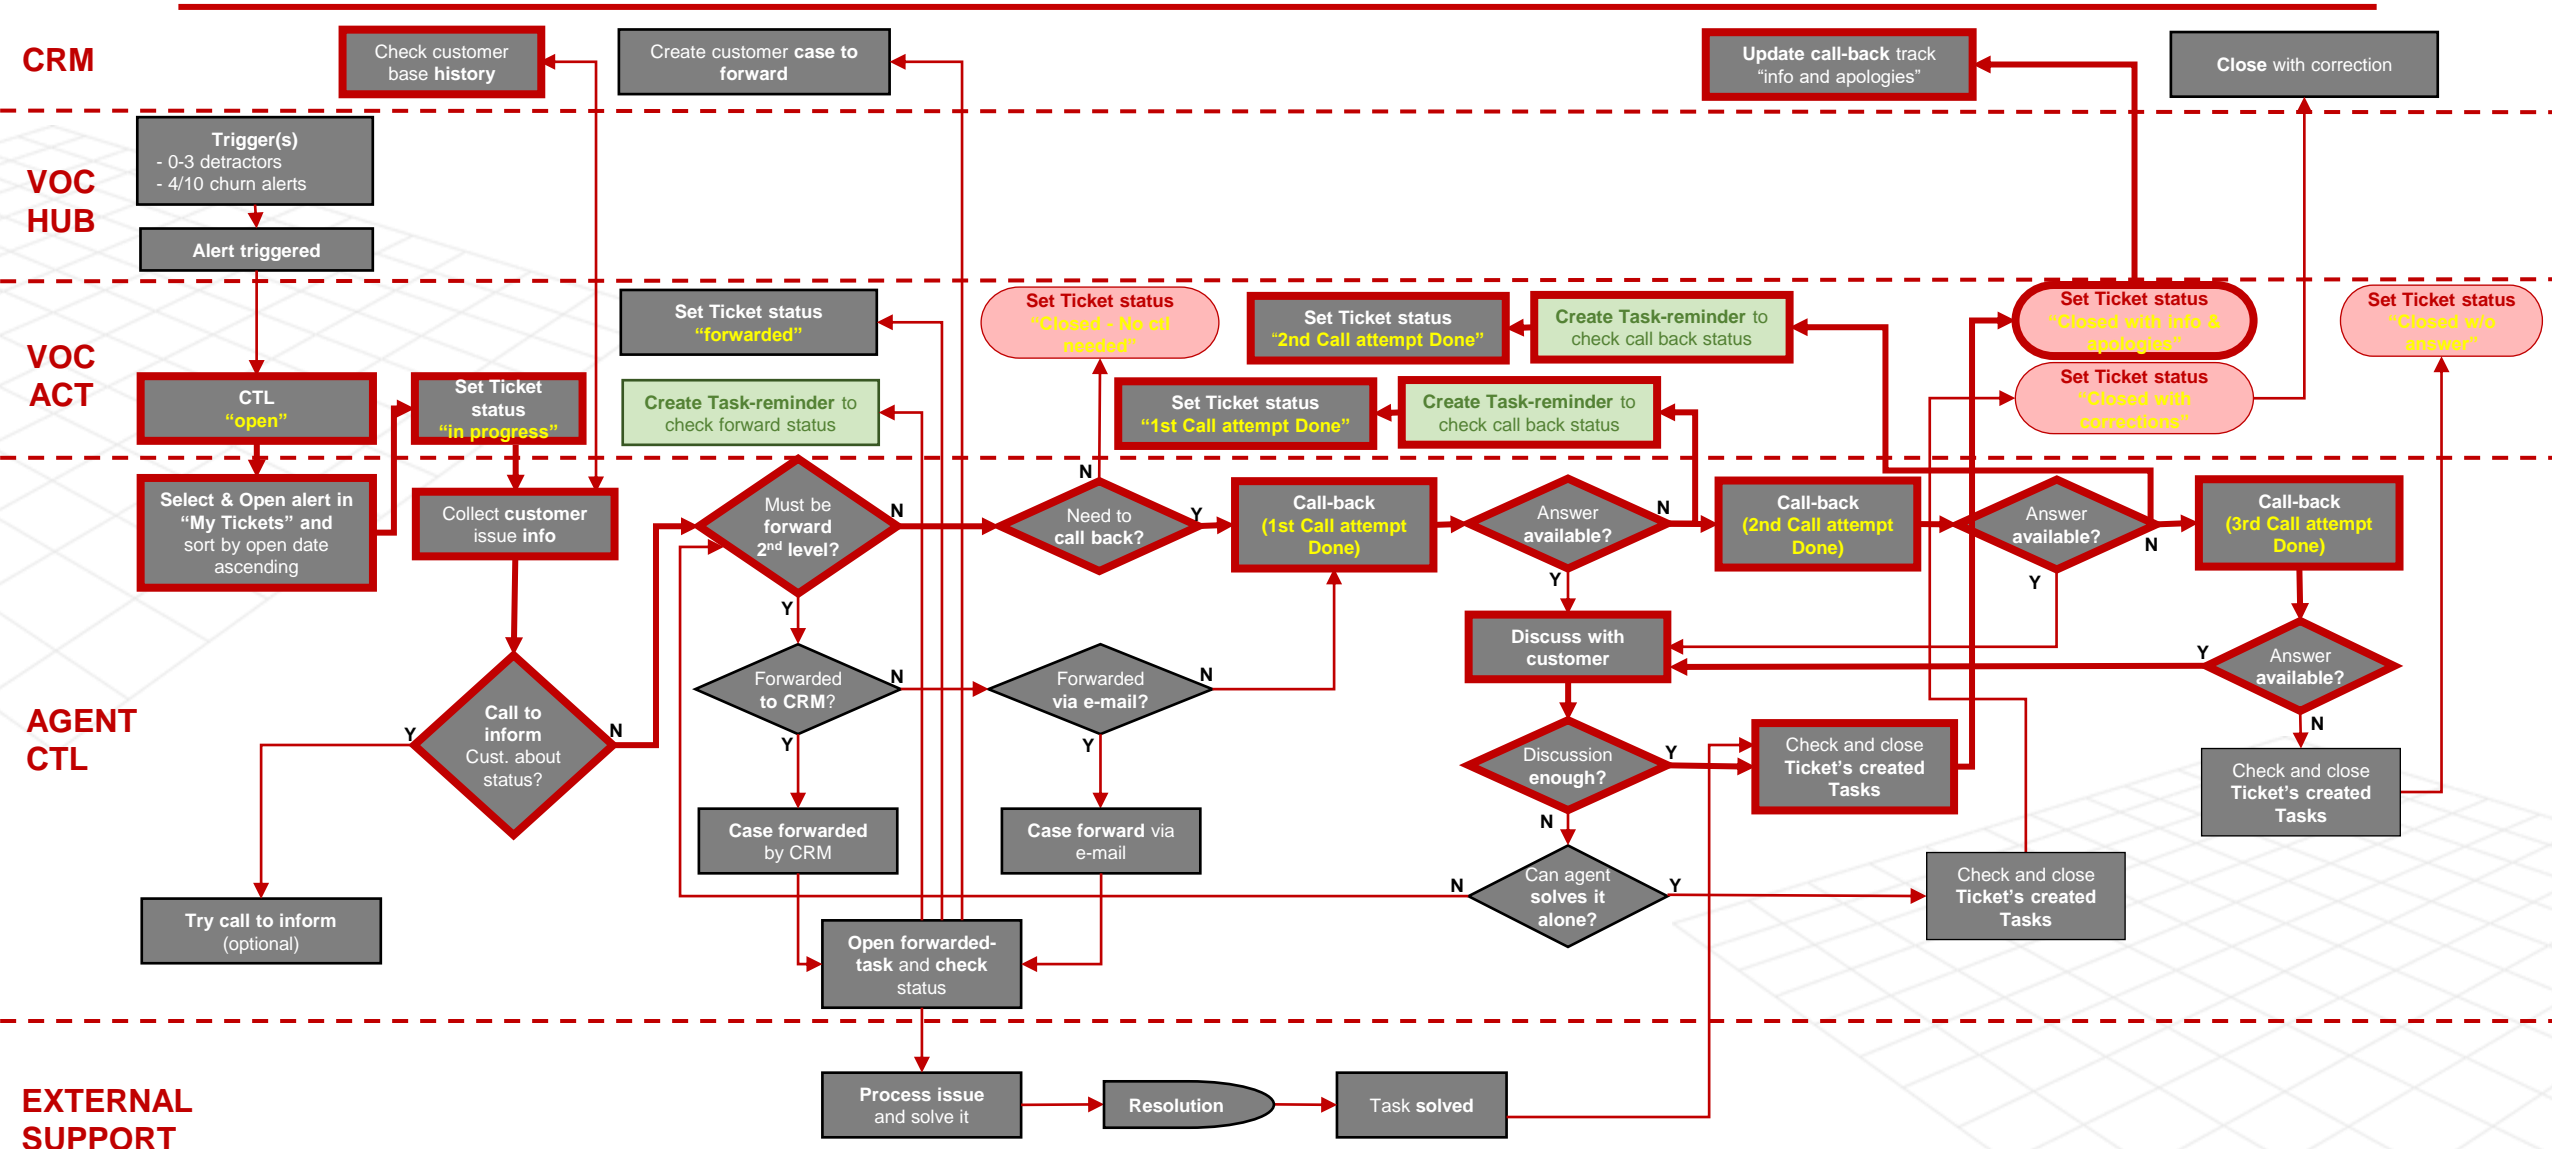 CRM
Check customer
base history
Create customer case to
forward
Update call-back track
“info and apologies”
Close with correction
VOC
HUB
Trigger(s)
- 0-3 detractors
- 4/10 churn alerts
Alert triggered
VOC
ACT
CTL
“open”
Set Ticket
status
“in progress”
Set Ticket status
“forwarded”
Create Task-reminder to
check forward status
Set Ticket status
“Closed - No ctl
needed”
Set Ticket status
“2nd Call attempt Done”
Create Task-reminder to
check call back status
Set Ticket status
“1st Call attempt Done”
Create Task-reminder to
check call back status
Set Ticket status
“Closed with info &
apologies”
Set Ticket status
“Closed with
corrections”
Set Ticket status
“Closed w/o
answer”
AGENT
CTL
Select & Open alert in
“My Tickets” and
sort by open date
ascending
Collect customer
issue info
Call to
inform
Cust. about
status?
Y
N
Try call to inform
(optional)
Must be
forward
2nd level?
N
Y
Need to
call back?
N
Y
Call-back
(1st Call attempt
Done)
Answer
available?
N
Y
Call-back
(2nd Call attempt
Done)
Answer
available?
N
Y
Call-back
(3rd Call attempt
Done)
Answer
available?
Y
N
Forwarded
to CRM?
N
Y
Forwarded
via e-mail?
N
Y
Discuss with
customer
Discussion
enough?
Y
N
Check and close
Ticket's created
Tasks
Check and close
Ticket's created
Tasks
Case forwarded
by CRM
Case forward via
e-mail
Can agent
solves it
alone?
N
Y
Check and close
Ticket's created
Tasks
Open forwarded-
task and check
status
EXTERNAL
SUPPORT
Process issue
and solve it
Resolution
Task solved